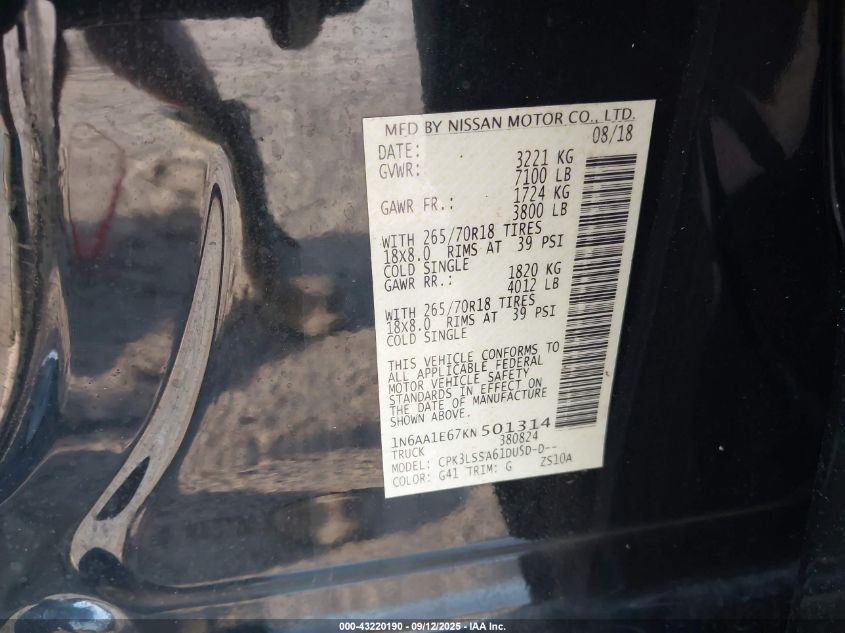 MFD BY NISSAN MOTOR CO., LTD.
DATE: 08/18
GVWR: 3221 KG
7100 LB
GAWR FR.: 1724 KG
3800 LB
WITH 265/70R18 TIRES
18X8.0 RIMS AT 39 PSI
COLD SINGLE
GAWR RR.: 1820 KG
4012 LB
WITH 265/70R18 TIRES
18X8.0 RIMS AT 39 PSI
COLD SINGLE
THIS VEHICLE CONFORMS TO
ALL APPLICABLE FEDERAL
MOTOR VEHICLE SAFETY
STANDARDS IN EFFECT ON
THE DATE OF MANUFACTURE
SHOWN ABOVE.
1N6AA1E67KN501314
TRUCK 380824
MODEL: CPK3LSSA61DUSD-D--
COLOR: G41 TRIM: G ZS10A
000-43220190 - 09/12/2025 - IAA Inc.